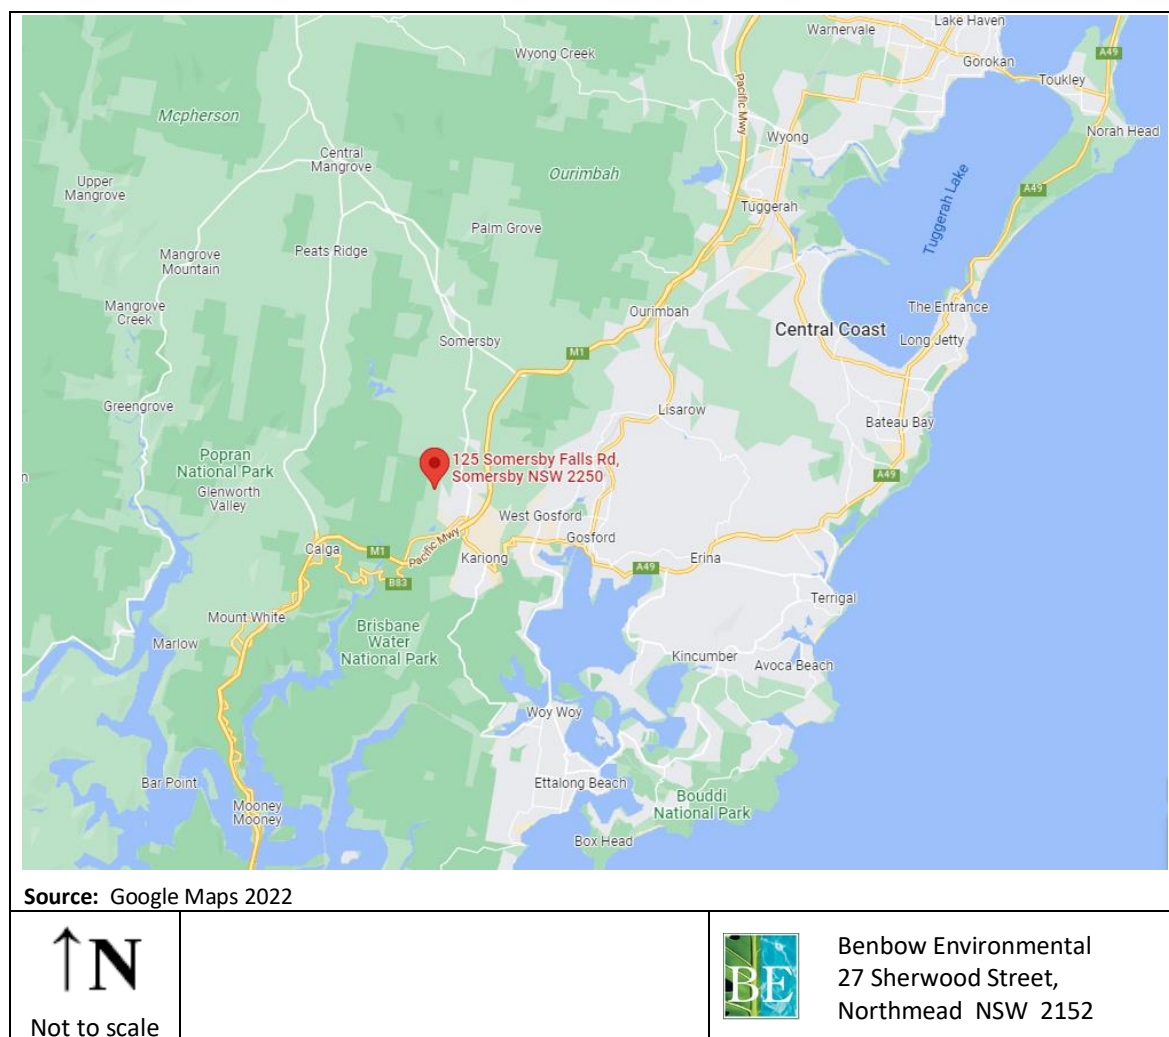 Lake Haven
Warnervale
A49
Gorokan
Wyong Creek
Toukley
Pacific Mwy
Mcpherson
Norah Head
Wyong
Central
Mangrove
Ourimbah
Upper
Mangrove
A49
Tuggerah
Tuggerah Lake
Palm Grove
Peats Ridge
Mangrove
Mountain
Mangrove
Creek
The Entrance
Ourimbah
Central Coast
Somersby
Long Jetty
M1
Greengrove
Lisarow
Bateau Bay
Popran
National Park
125 Somersby Falls Rd,
Somersby NSW 2250
A49
Glenworth
Valley
West Gosford
Gosford
Calga
M1
Pacific Mwy
Kariong
Erina
A49
B83
Terrigal
Mount White
Brisbane
Water
National Park
Marlow
Kincumber
Avoca Beach
Woy Woy
Bar Point
Ettalong Beach
Bouddi
National Park
Mooney
Mooney
Box Head
Source: Google Maps 2022
↑N
Not to scale
BE
Benbow Environmental
27 Sherwood Street,
Northmead NSW 2152